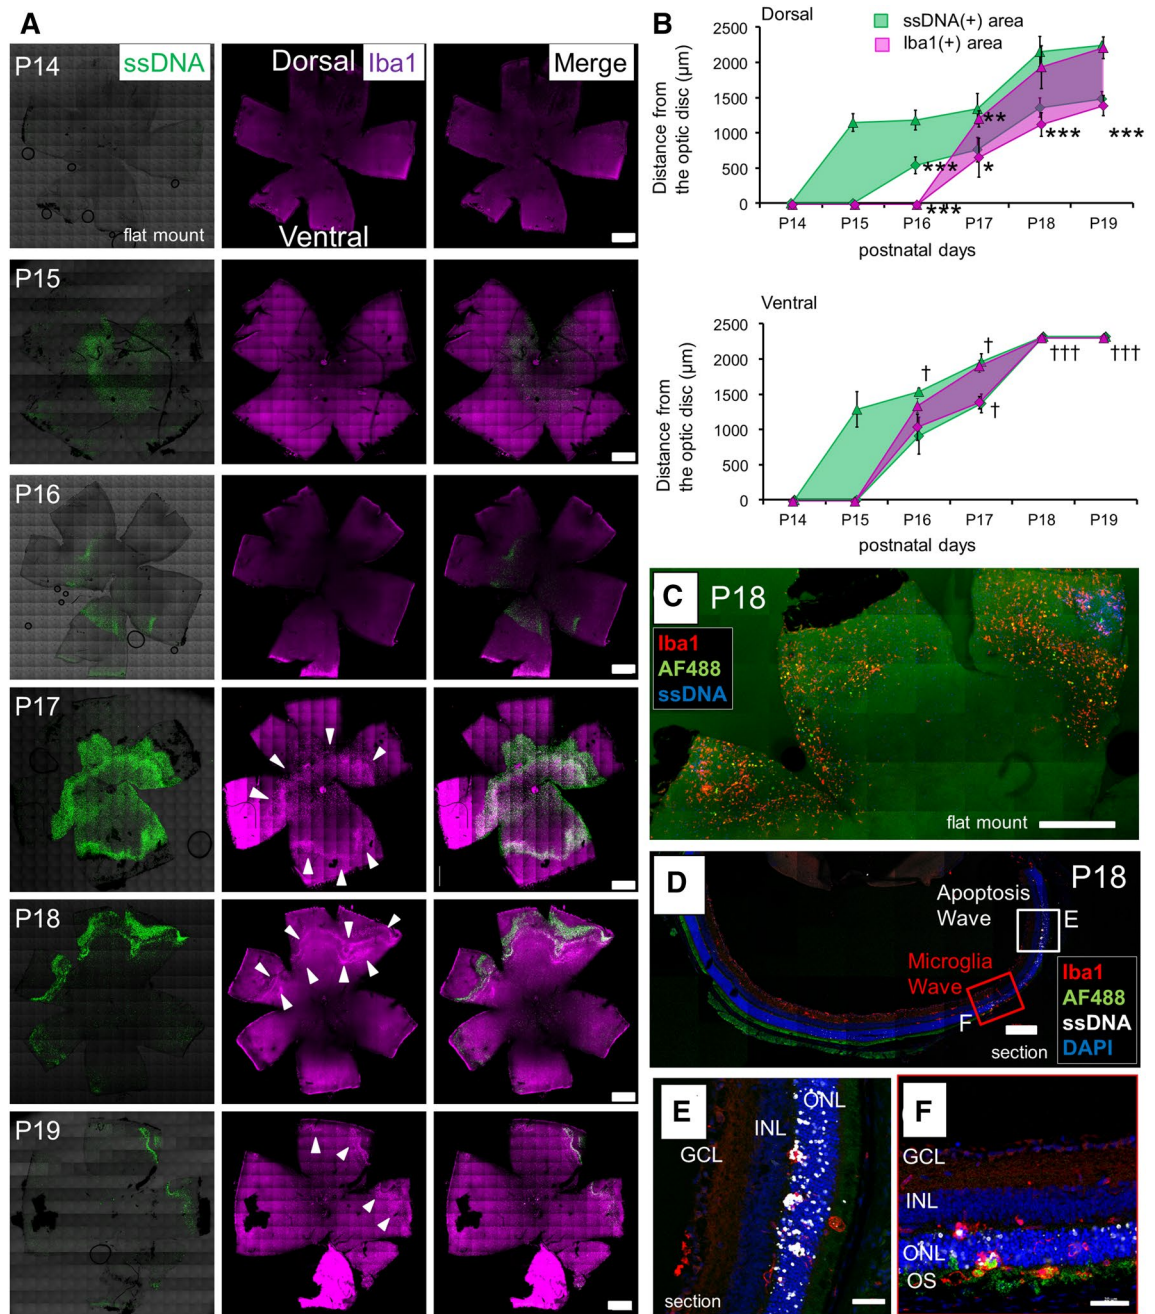 A
P14
ssDNA
Dorsal
Iba1
Merge
flat mount
Ventral
P15
P16
P17
P18
P19
B
Dorsal
ssDNA(+) area
Iba1(+) area
Distance from
the optic disc (μm)
2500
2000
1500
1000
500
0
***
***
*
**
***
***
P14 P15 P16 P17 P18 P19
postnatal days
Ventral
Distance from
the optic disc (μm)
2500
2000
1500
1000
500
0
†
†
†
†††
†††
P14 P15 P16 P17 P18 P19
postnatal days
C
P18
Iba1
AF488
ssDNA
flat mount
D
P18
Apoptosis
Wave
E
Microglia
Wave
F
Iba1
AF488
ssDNA
DAPI
section
E
ONL
INL
GCL
section
F
GCL
INL
ONL
OS